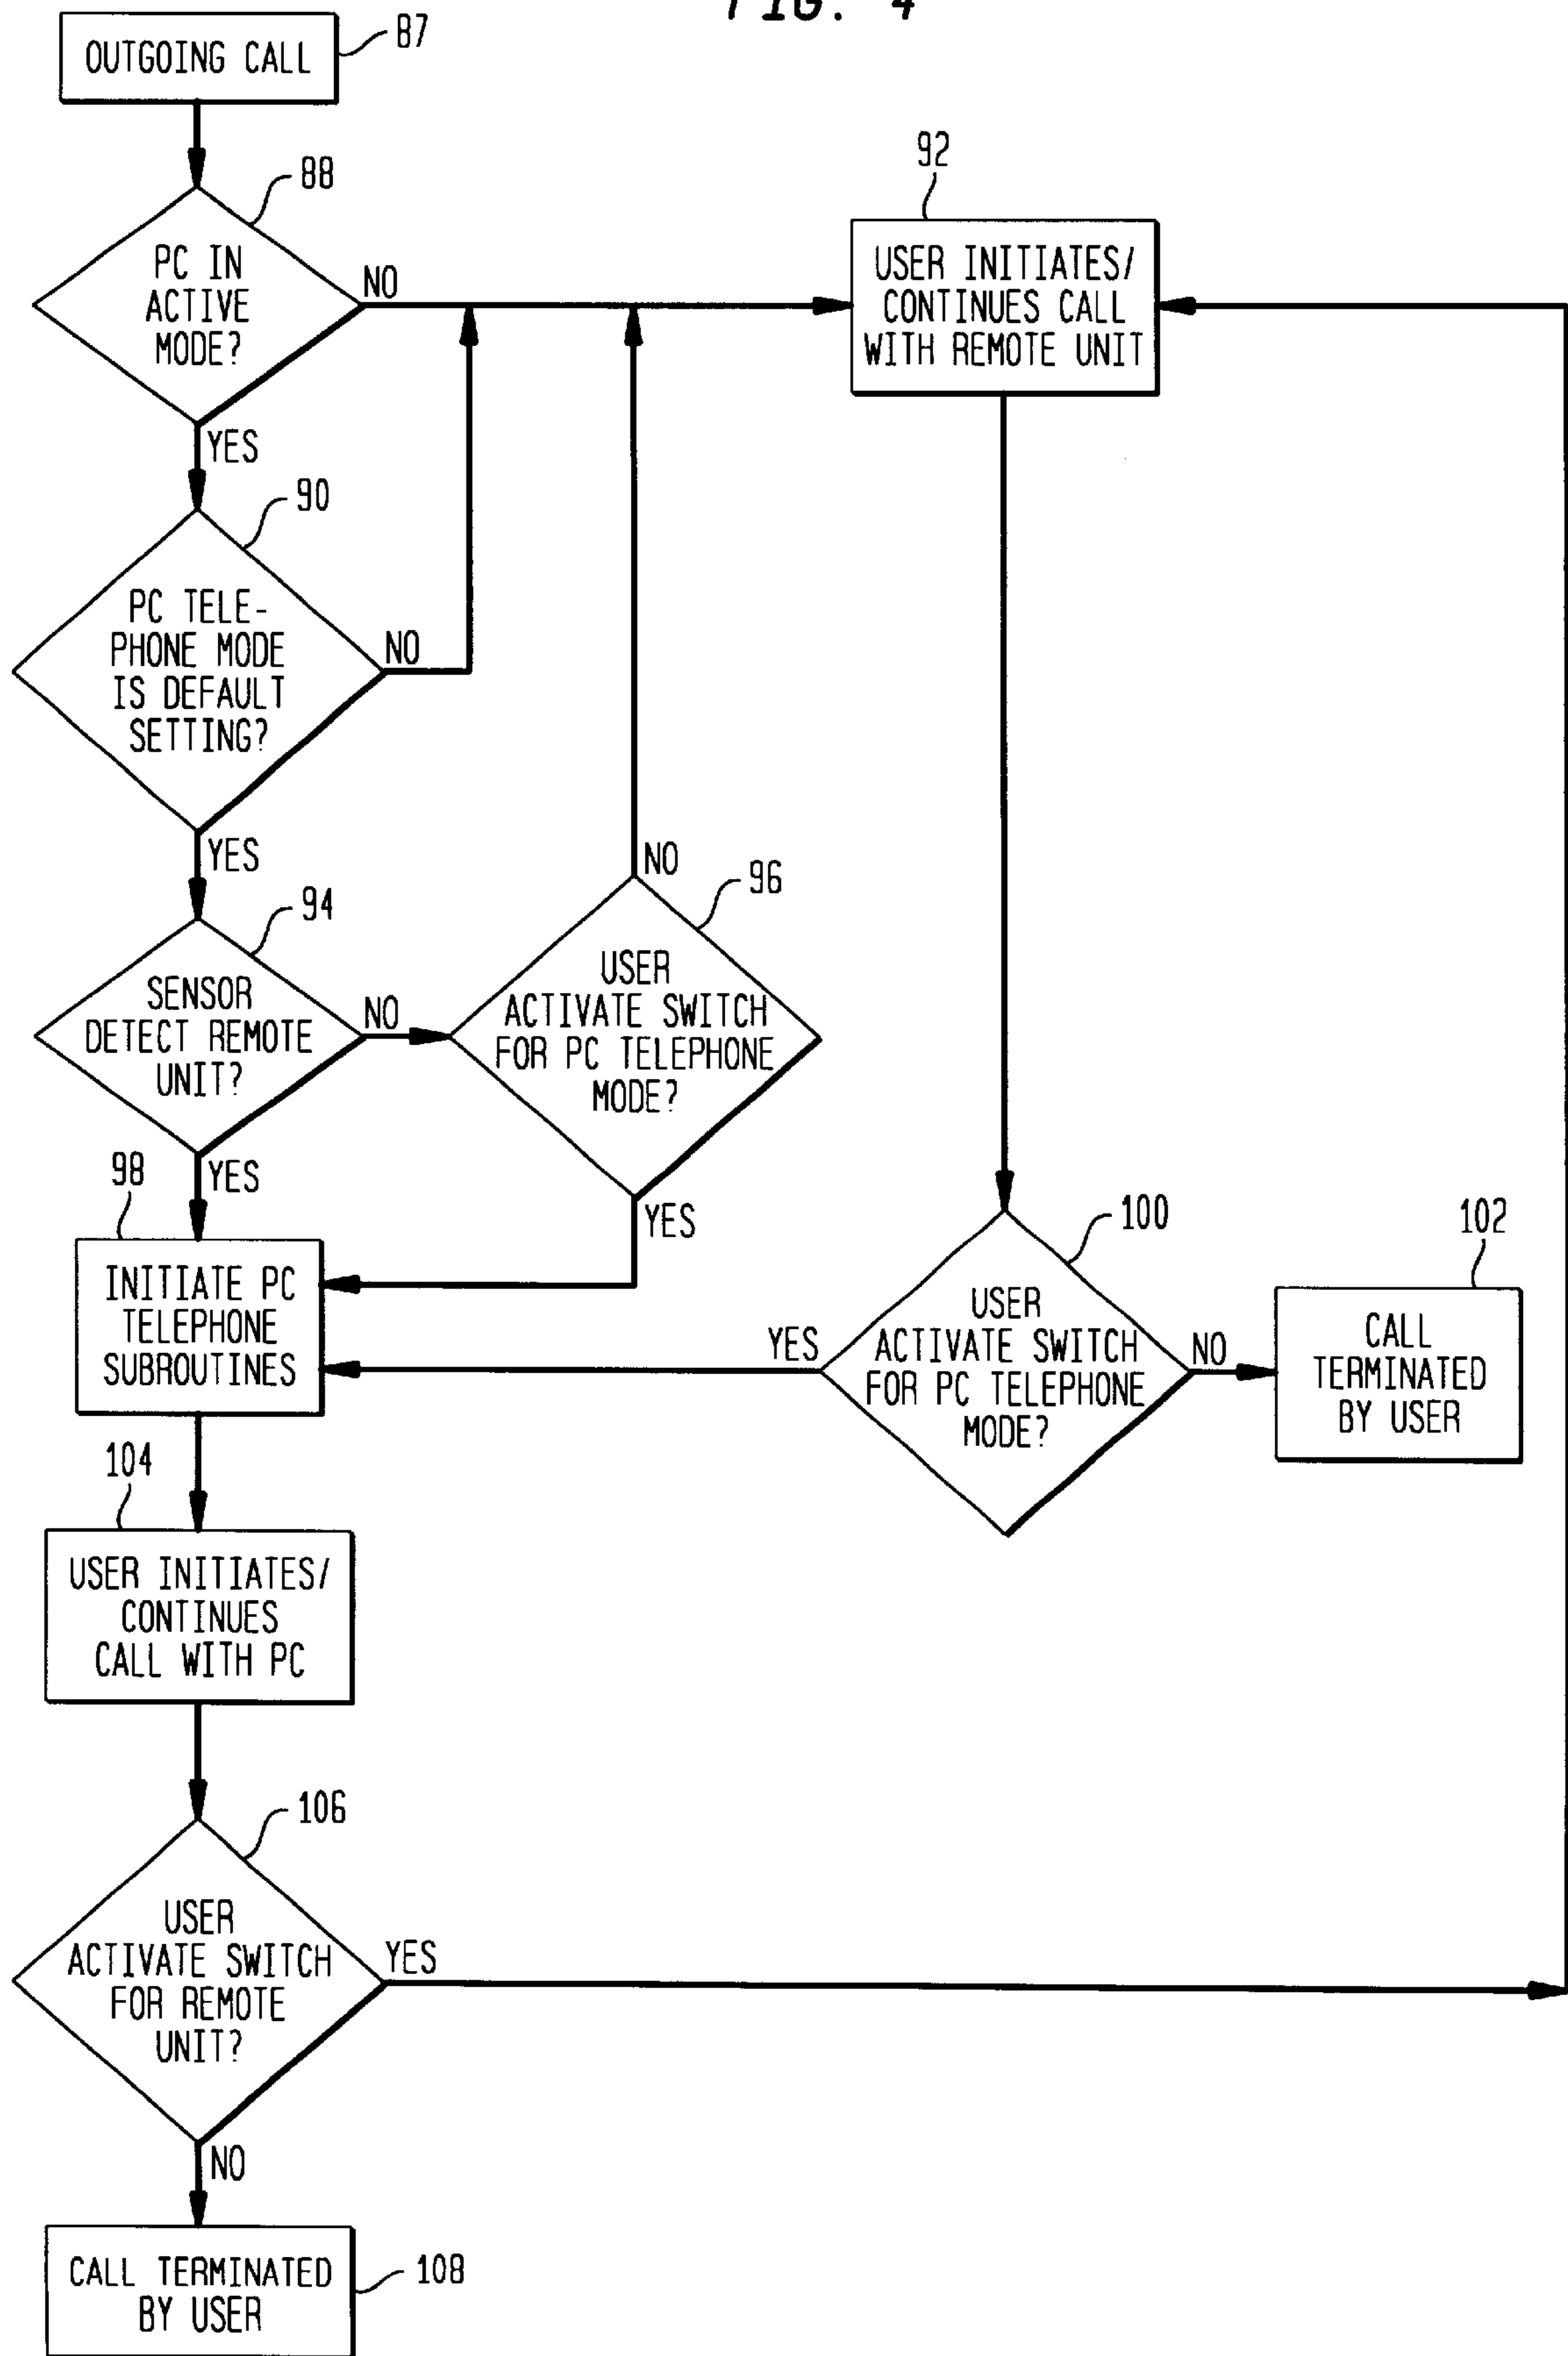 FIG. 4
OUTGOING CALL
87
88
PC IN
ACTIVE
MODE?
NO
YES
92
USER INITIATES/
CONTINUES CALL
WITH REMOTE UNIT
90
PC TELE-
PHONE MODE
IS DEFAULT
SETTING?
NO
YES
94
SENSOR
DETECT REMOTE
UNIT?
NO
YES
96
USER
ACTIVATE SWITCH
FOR PC TELEPHONE
MODE?
NO
YES
98
INITIATE PC
TELEPHONE
SUBROUTINES
100
USER
ACTIVATE SWITCH
FOR PC TELEPHONE
MODE?
YES
NO
102
CALL
TERMINATED
BY USER
104
USER INITIATES/
CONTINUES
CALL WITH PC
106
USER
ACTIVATE SWITCH
FOR REMOTE
UNIT?
YES
NO
CALL TERMINATED
BY USER
108